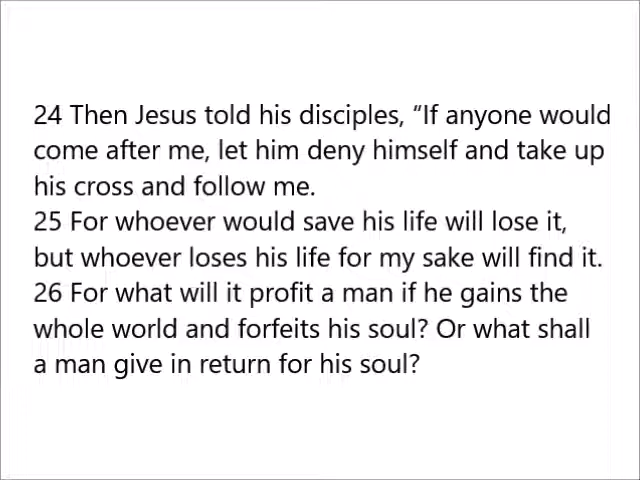 24 Then Jesus told his disciples, “If anyone would
come after me, let him deny himself and take up
his cross and follow me.
25 For whoever would save his life will lose it,
but whoever loses his life for my sake will find it.
26 For what will it profit a man if he gains the
whole world and forfeits his soul? Or what shall
a man give in return for his soul?